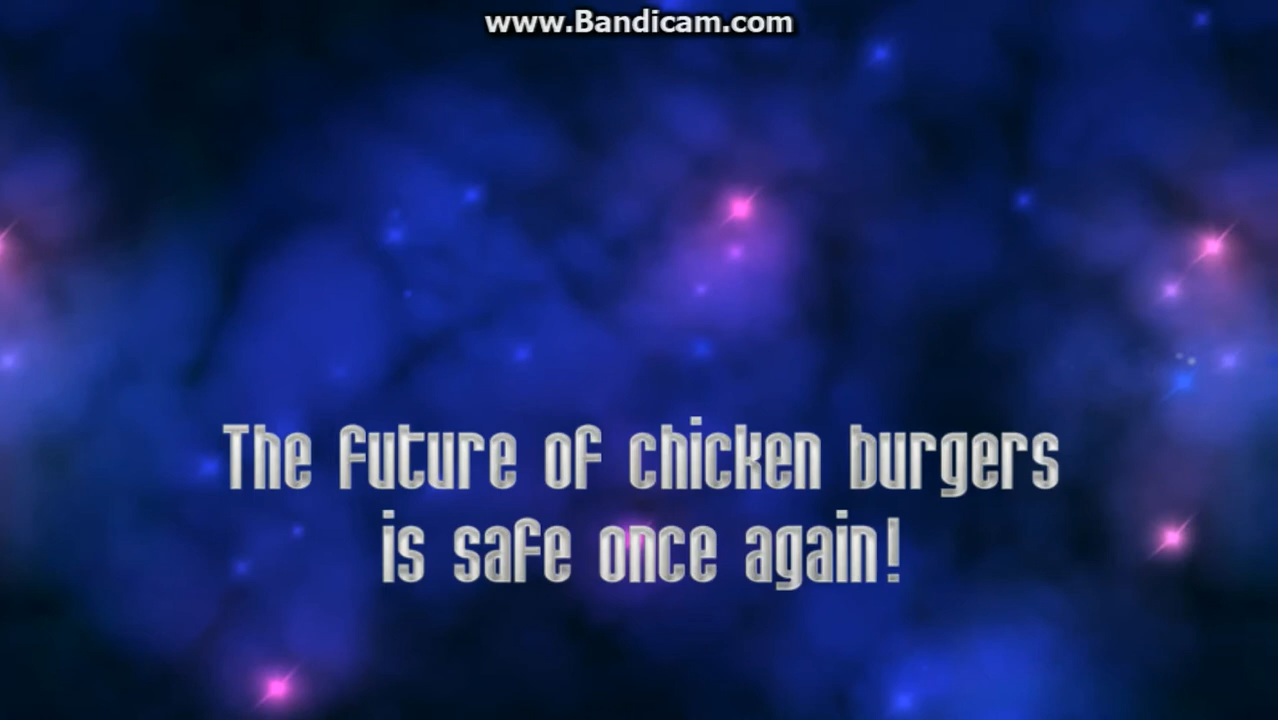 www.Bandicam.com
The future of chicken burgers
is safe once again!